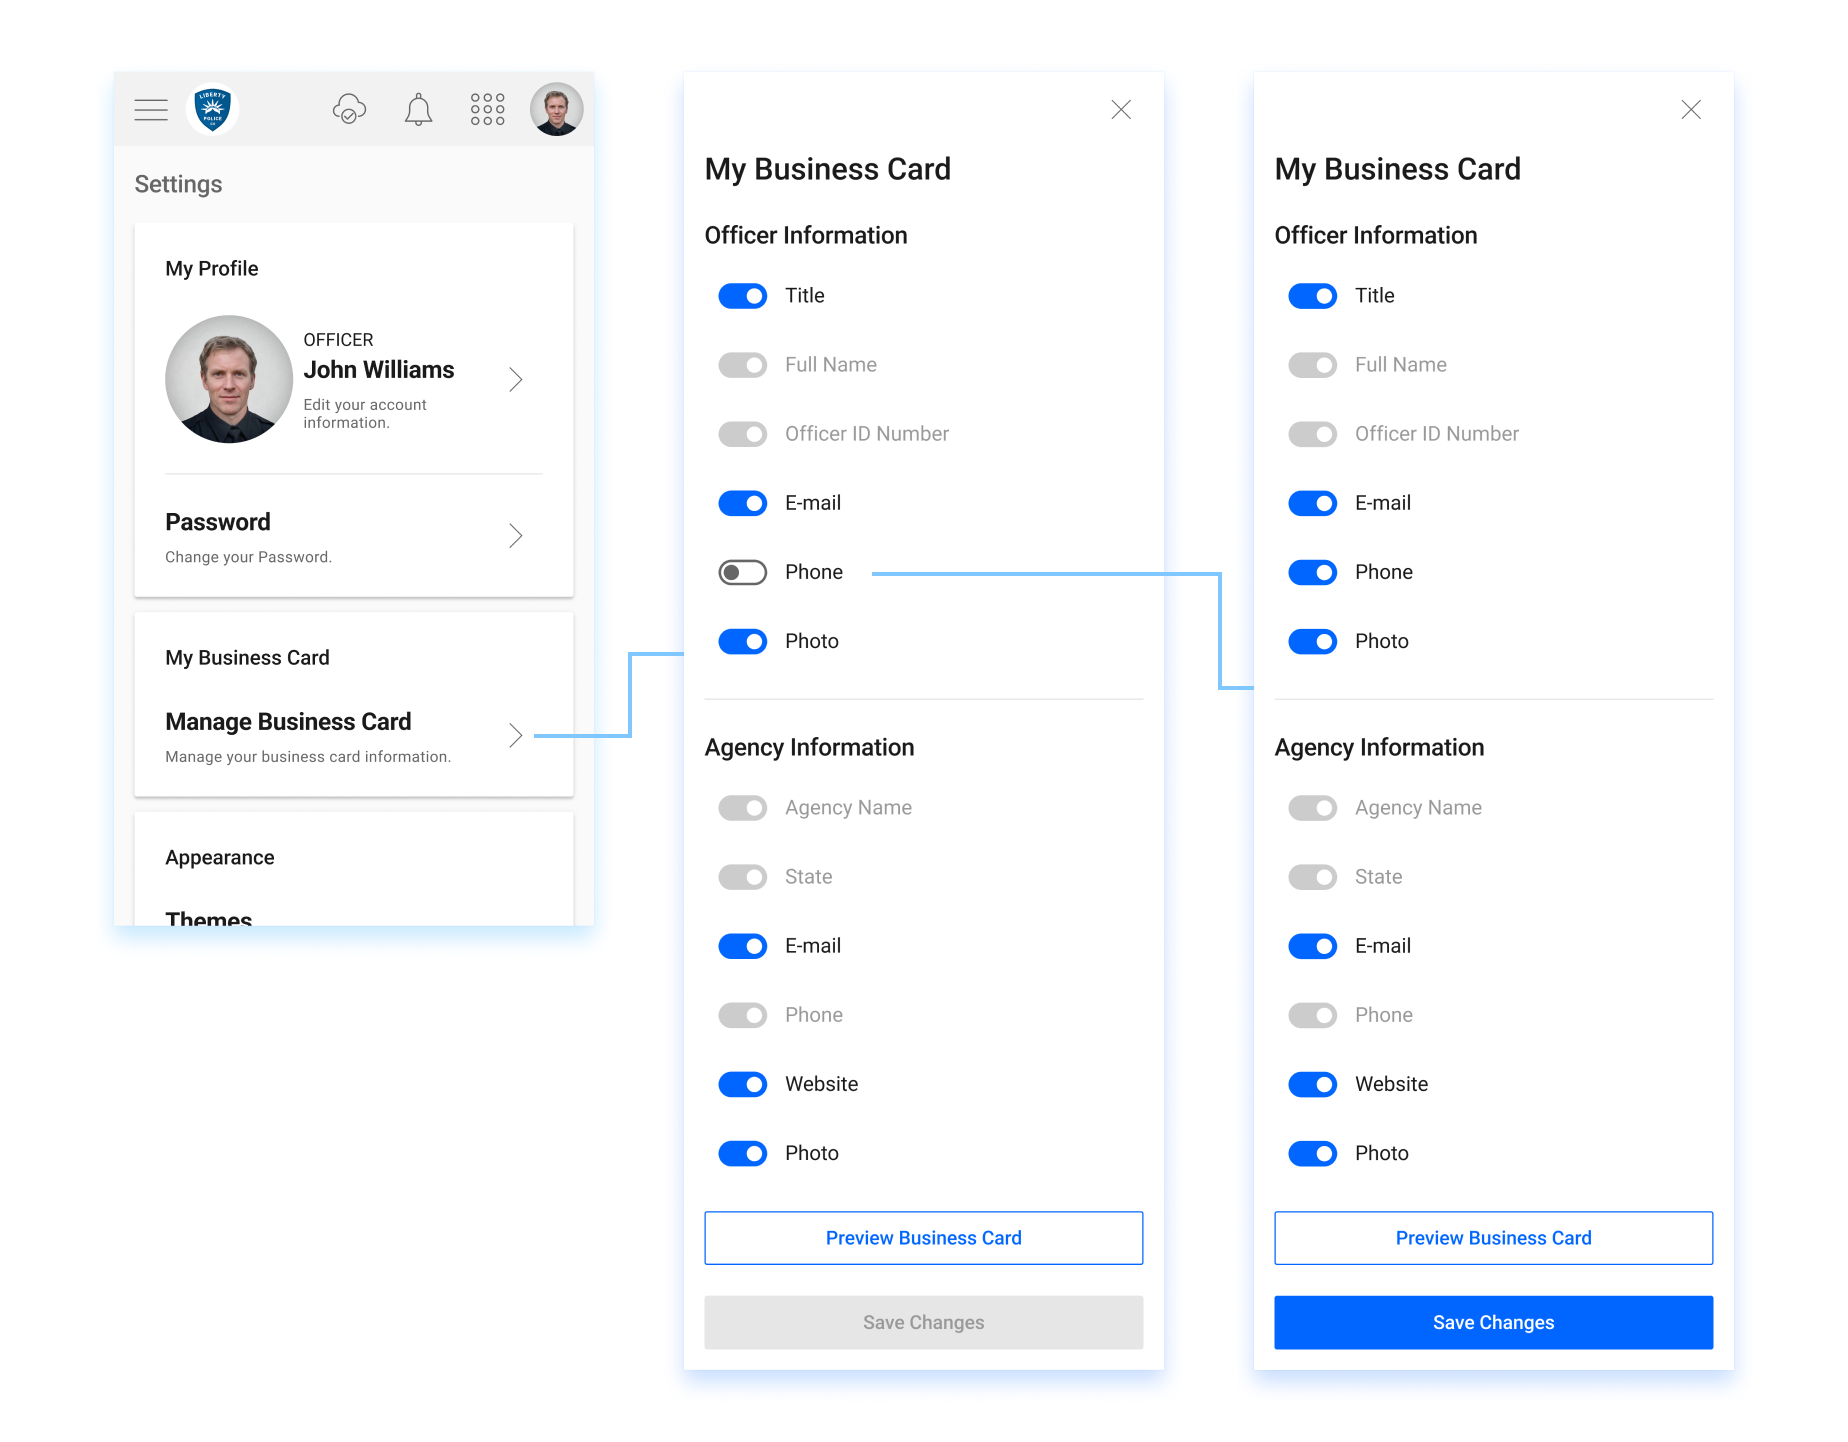 LIBERTY
POLICE
Settings
My Profile
OFFICER
John Williams
Edit your account
information.
Password
Change your Password.
My Business Card
Manage Business Card
Manage your business card information.
Appearance
Themes
My Business Card
Officer Information
Title
Full Name
Officer ID Number
E-mail
Phone
Photo
Agency Information
Agency Name
State
E-mail
Phone
Website
Photo
Preview Business Card
Save Changes
My Business Card
Officer Information
Title
Full Name
Officer ID Number
E-mail
Phone
Photo
Agency Information
Agency Name
State
E-mail
Phone
Website
Photo
Preview Business Card
Save Changes